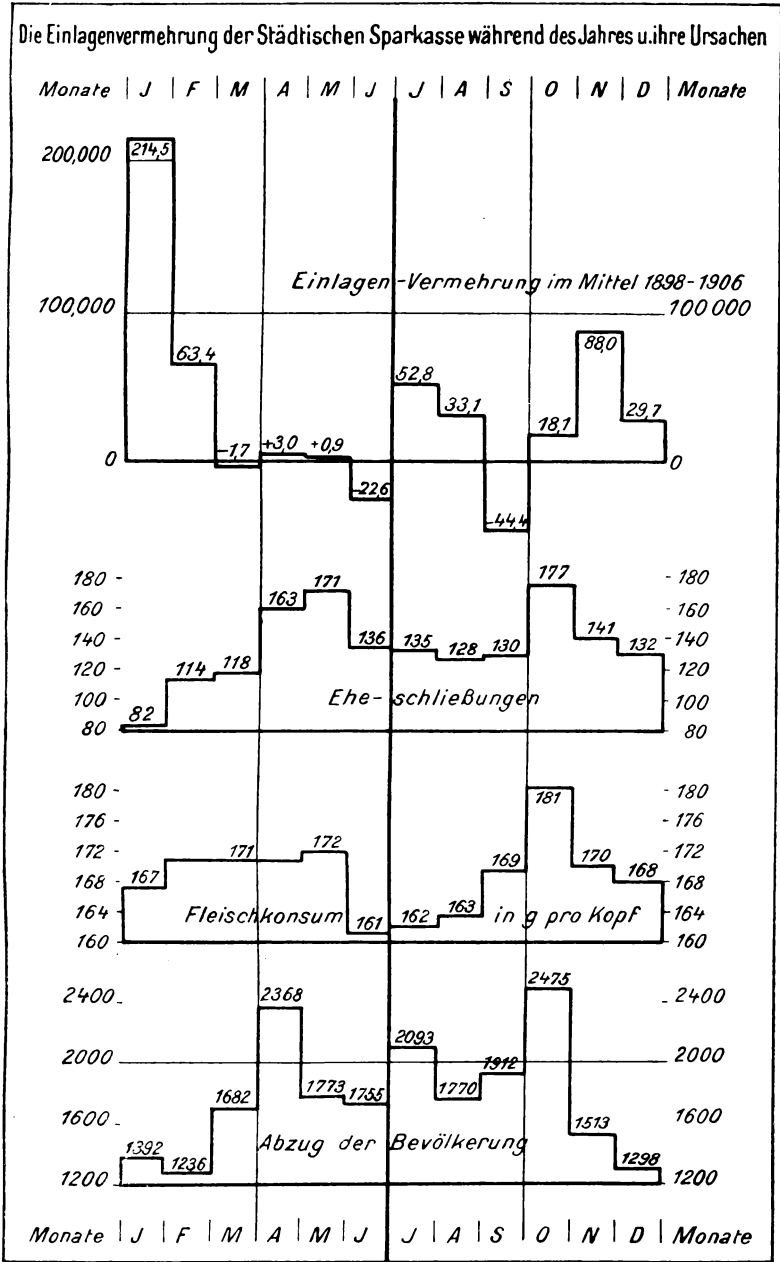 Die Einlagenvermehrung der Städtischen Sparkasse während des Jahres u. ihre Ursachen
Monate | J | F | M | A | M | J | J | A | S | O | N | D | Monate
214,5
200,000
Einlagen-Vermehrung im Mittel 1898-1906
100,000 100 000
88,0
63,4
52,8
33,1
29,7
18,1
-1,7 +3,0 +0,9
0 0
-22,6
-44,4
180 - 177 - 180
171
160 - 163 - 160
140 - 136 135 141 - 140
128 130 132
120 - 114 118 - 120
100 - Ehe-schließungen - 100
82
80 - - 80
180 - - 180
181
176 - - 176
172 - 171 172 - 172
167 169 170 168
168 - - 168
164 - Fleischkonsum 161 162 163 in g pro Kopf - 164
160 - - 160
2475
2400 - 2368 - 2400
2093
2000 1912 2000
1773 1755 1770
1682
1600 - 1513 1600
1392 1236 Abzug der Bevölkerung 1298
1200 - - 1200
Monate | J | F | M | A | M | J | J | A | S | O | N | D | Monate